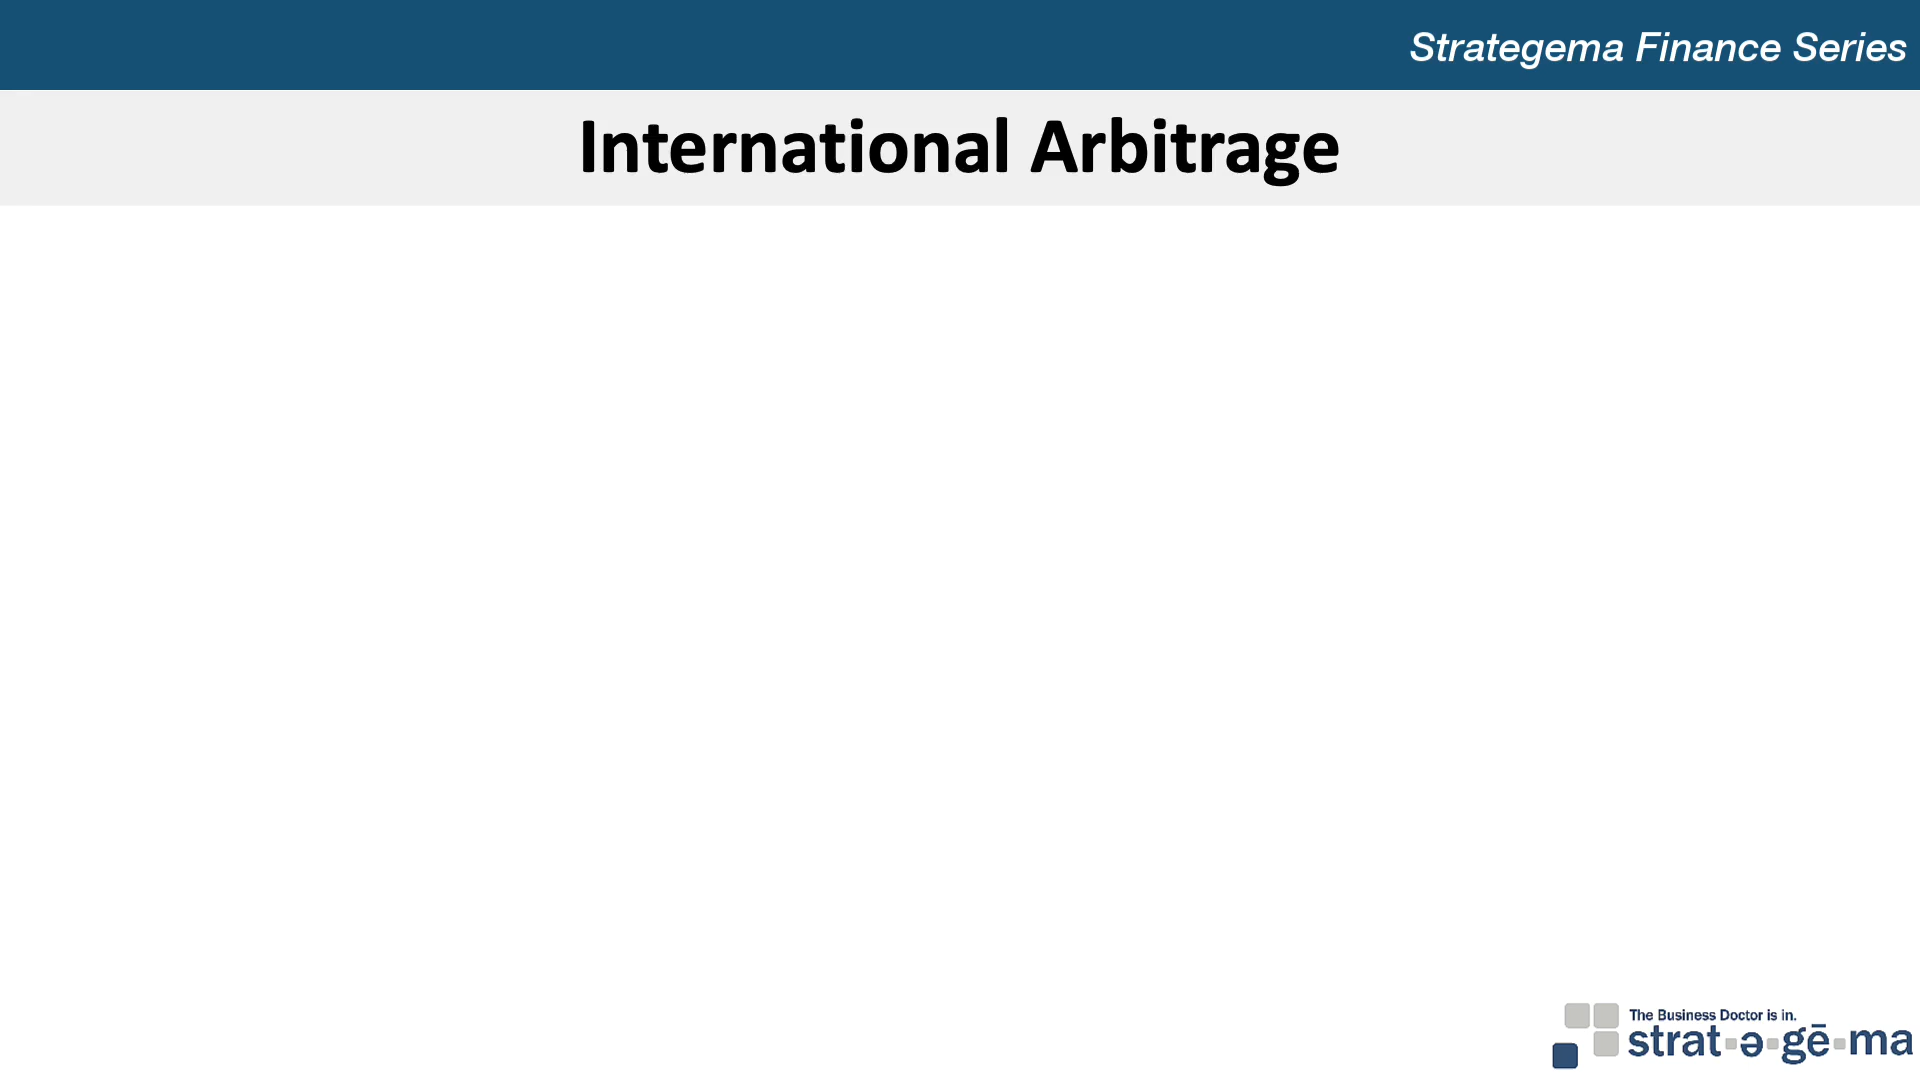 Strategema Finance Series
International Arbitrage
The Business Doctor is in.
strat▪ə▪gē▪ma